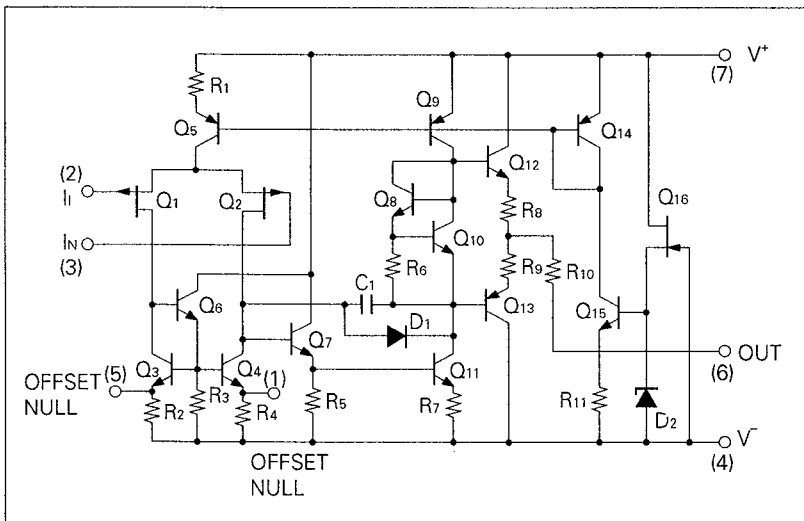 V+
(7)
R1
Q9
Q5
Q14
(2)
II
Q1
Q2
Q12
Q16
Q8
R8
IN
(3)
Q10
R6
R9
R10
C1
Q6
Q13
D1
Q15
Q7
OUT
(6)
Q3
Q4
(1)
Q11
(5)
OFFSET
NULL
R2
R3
R4
R5
R7
R11
D2
V-
(4)
OFFSET
NULL